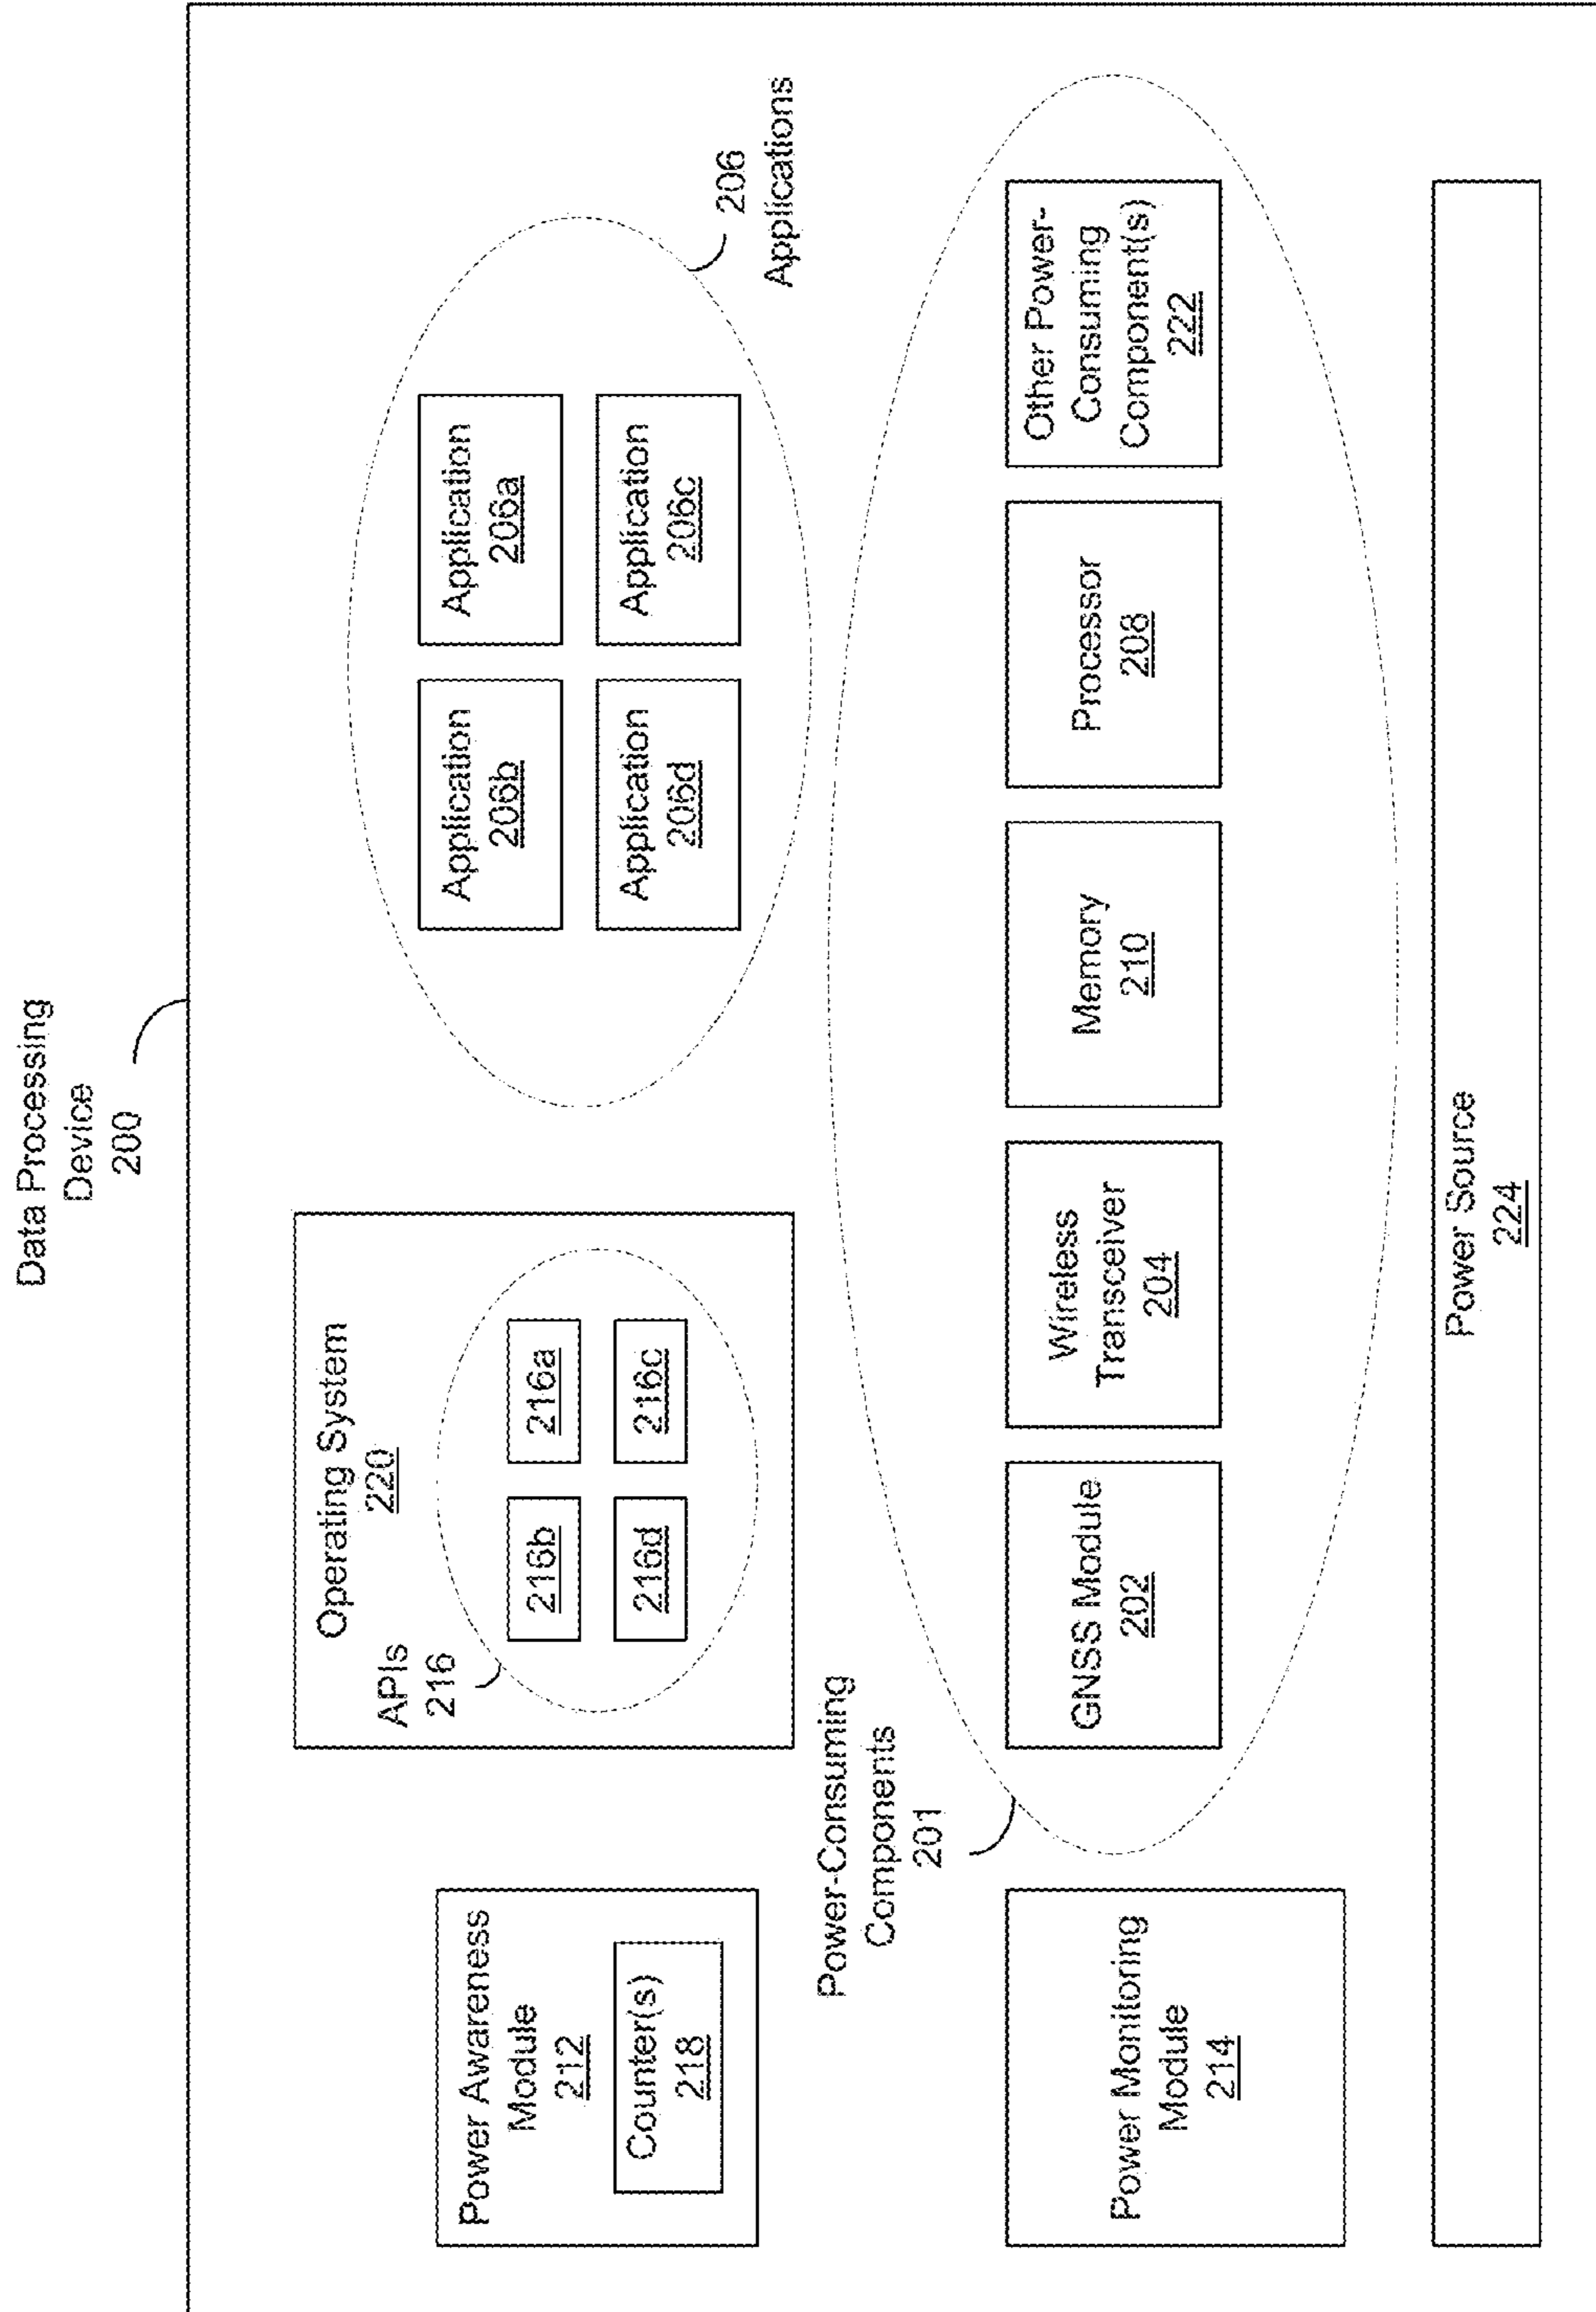 Data Processing
Device
200
Power Awareness
Module
212
Counter(s)
218
Operating System
220
APIs
216
216b
216a
216d
216c
Application
206b
Application
206a
Application
206d
Application
206c
206
Applications
Power-Consuming
Components
201
Power Monitoring
Module
214
GNSS Module
202
Wireless
Transceiver
204
Memory
210
Processor
208
Other Power-
Consuming
Component(s)
222
Power Source
224